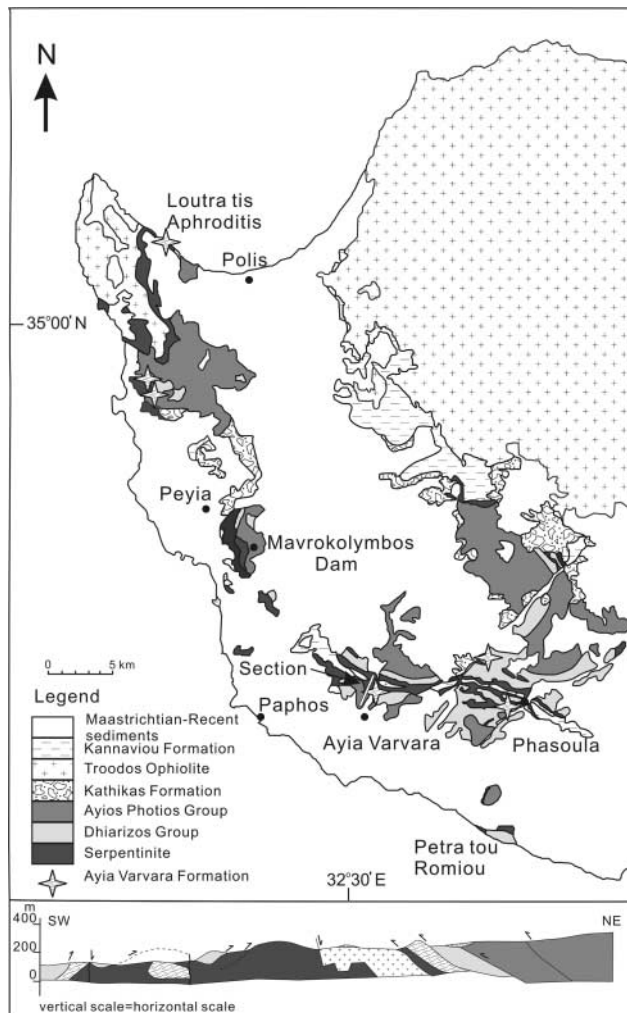 N
Loutra tis
Aphroditis
Polis
35°00' N
Peyia
Mavrokolymbos
Dam
0 5 km
Section
Legend
Paphos
Maastrichtian-Recent
sediments
Ayia Varvara
Phasoula
Kannaviou Formation
Troodos Ophiolite
Kathikas Formation
Ayios Photios Group
Dhiarizos Group
Serpentinite
Petra tou
Romiou
Ayia Varvara Formation
32°30' E
m
400
SW
NE
200
0
vertical scale=horizontal scale